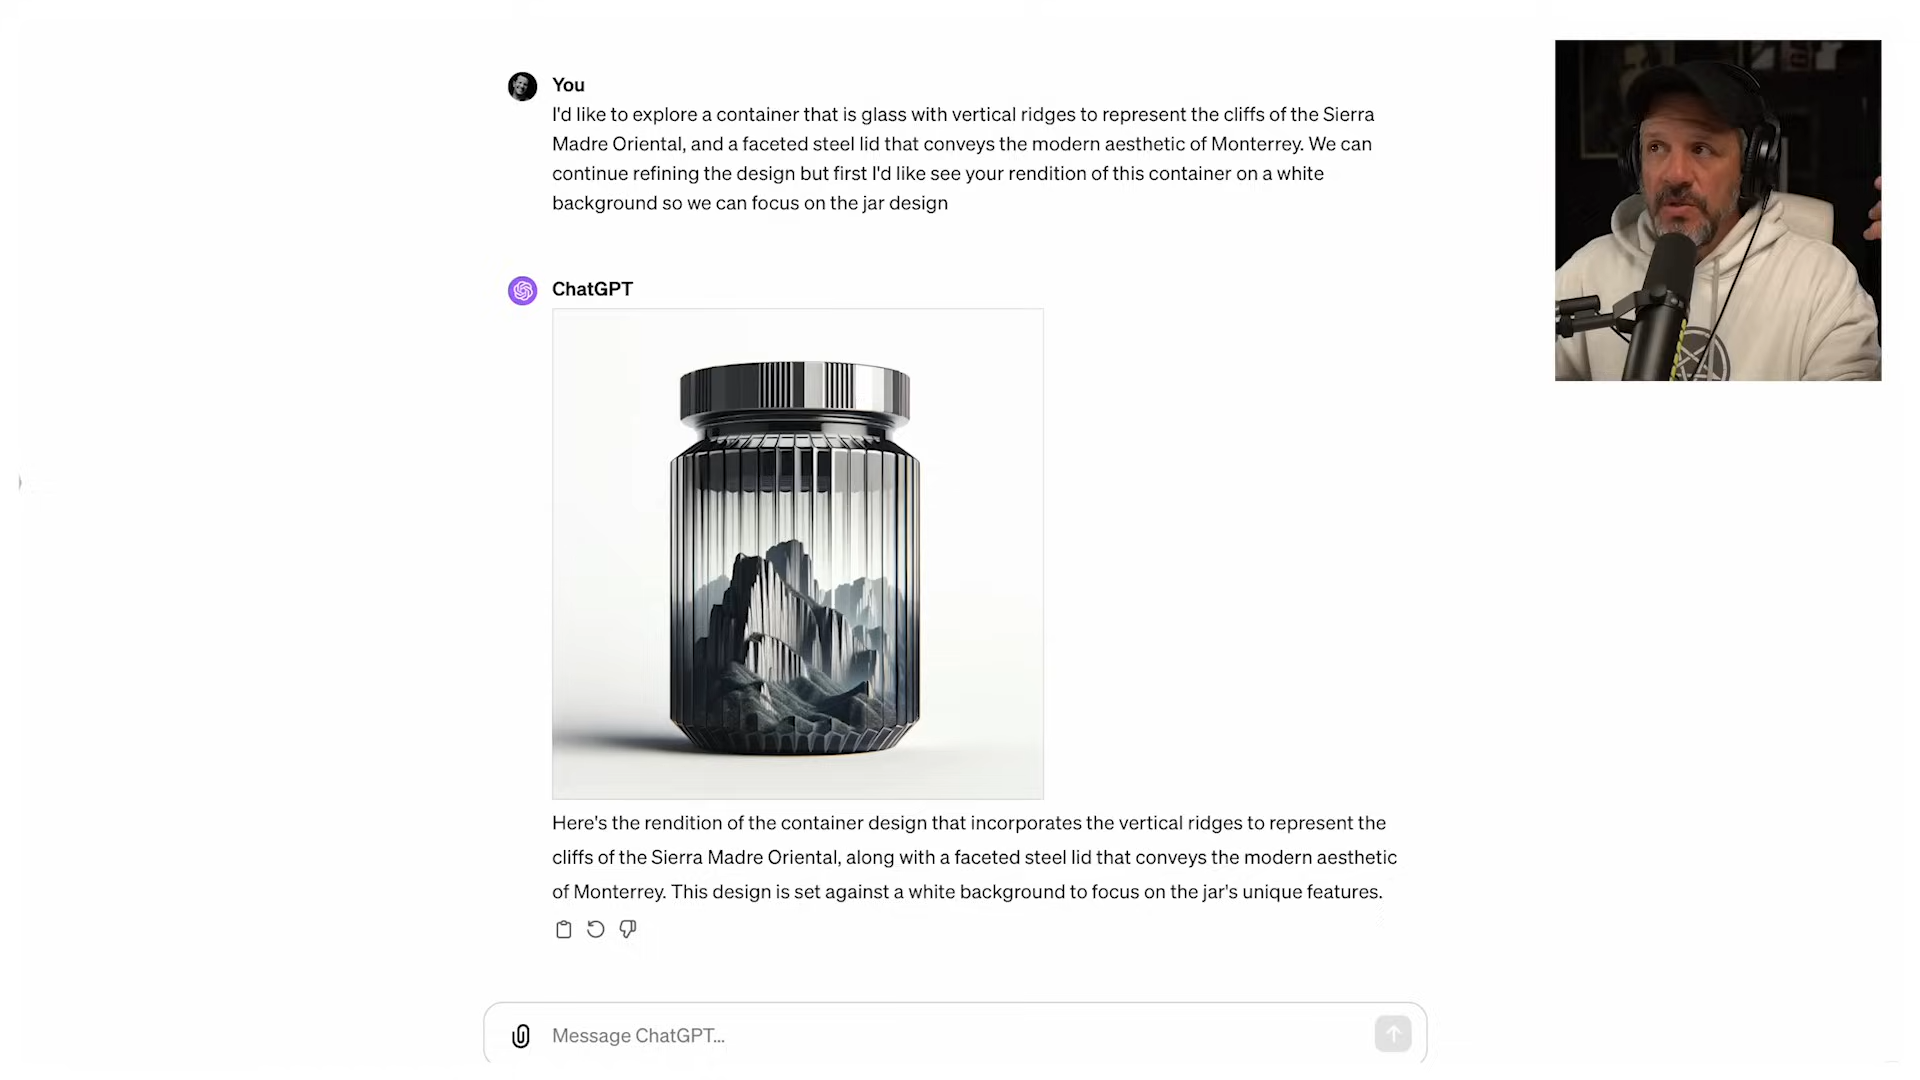 You
I'd like to explore a container that is glass with vertical ridges to represent the cliffs of the Sierra
Madre Oriental, and a faceted steel lid that conveys the modern aesthetic of Monterrey. We can
continue refining the design but first I'd like see your rendition of this container on a white
background so we can focus on the jar design
ChatGPT
Here's the rendition of the container design that incorporates the vertical ridges to represent the
cliffs of the Sierra Madre Oriental, along with a faceted steel lid that conveys the modern aesthetic
of Monterrey. This design is set against a white background to focus on the jar's unique features.
Message ChatGPT...